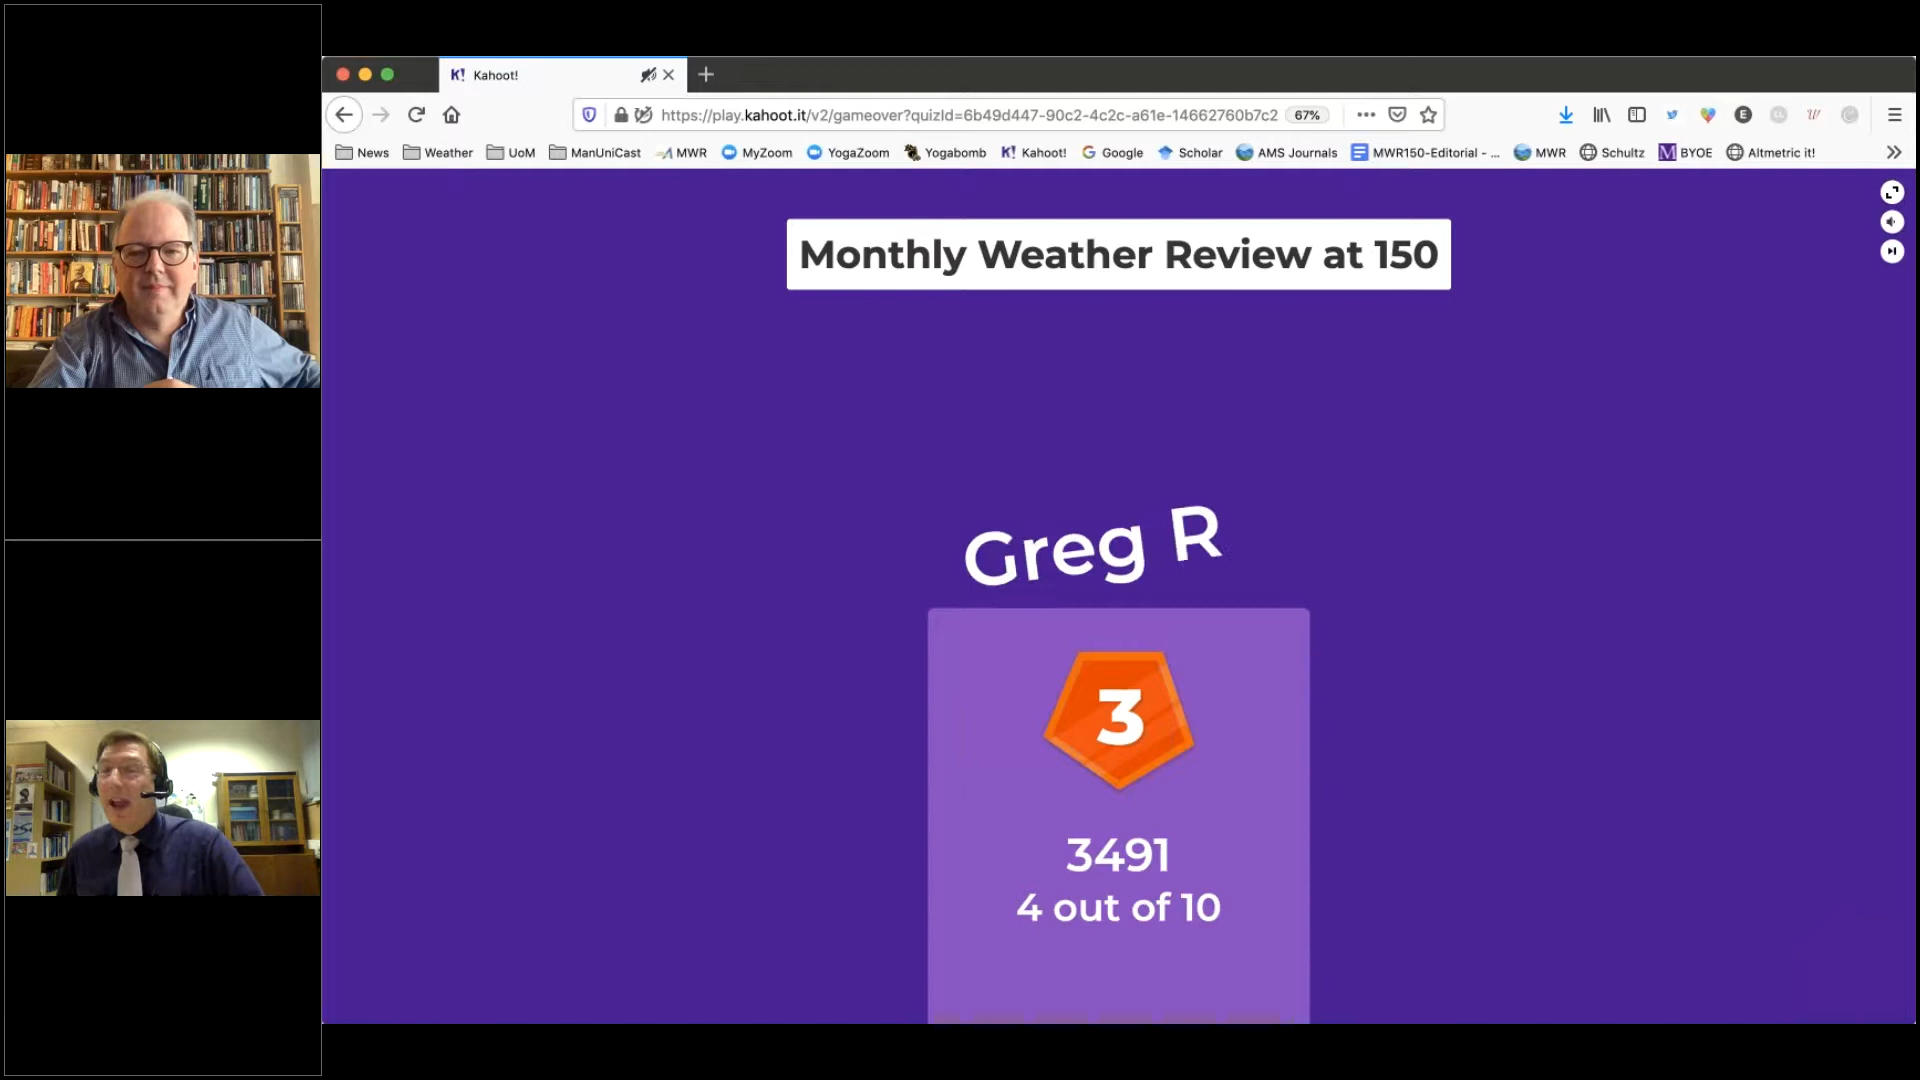 K! Kahoot!
https://play.kahoot.it/v2/gameover?quizId=6b49d447-90c2-4c2c-a61e-14662760b7c2 67%
News Weather UoM ManUniCast MWR MyZoom YogaZoom Yogabomb K! Kahoot! Google Scholar AMS Journals MWR150-Editorial - ... MWR Schultz M BYOE Altmetric it!
Monthly Weather Review at 150
Greg R
3
3491
4 out of 10